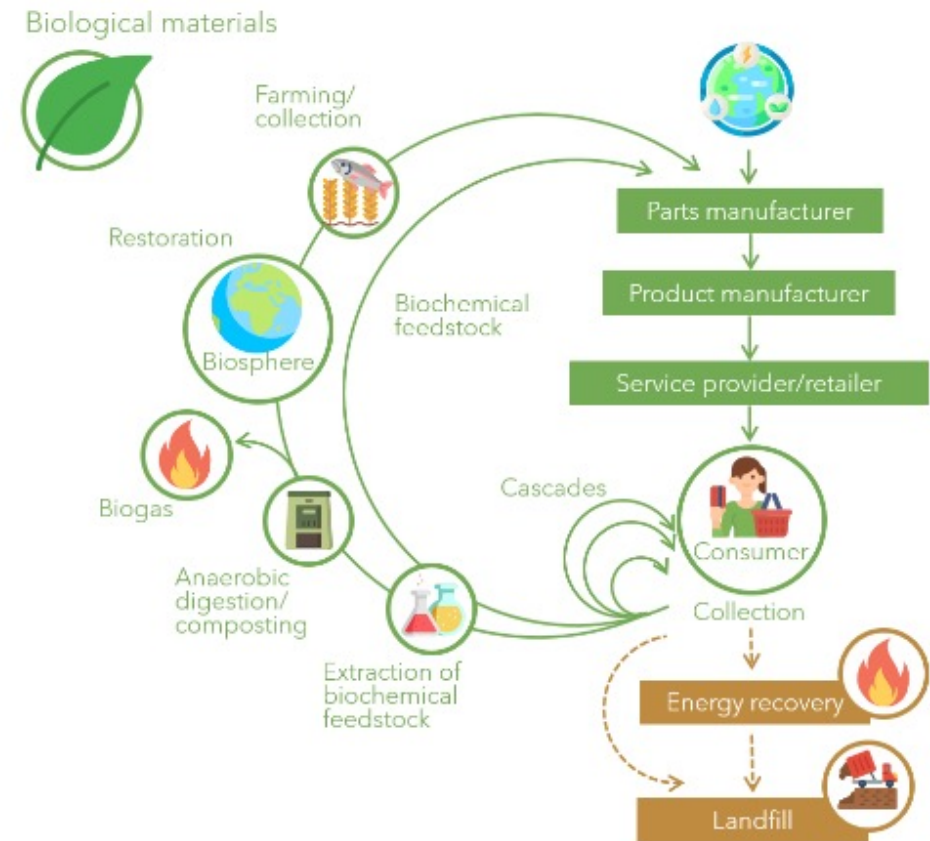 Biological materials
Farming/
collection
Parts manufacturer
Restoration
Product manufacturer
Biochemical
feedstock
Biosphere
Service provider/retailer
Cascades
Biogas
Consumer
Anaerobic
digestion/
composting
Collection
Extraction of
biochemical
feedstock
Energy recovery
Landfill